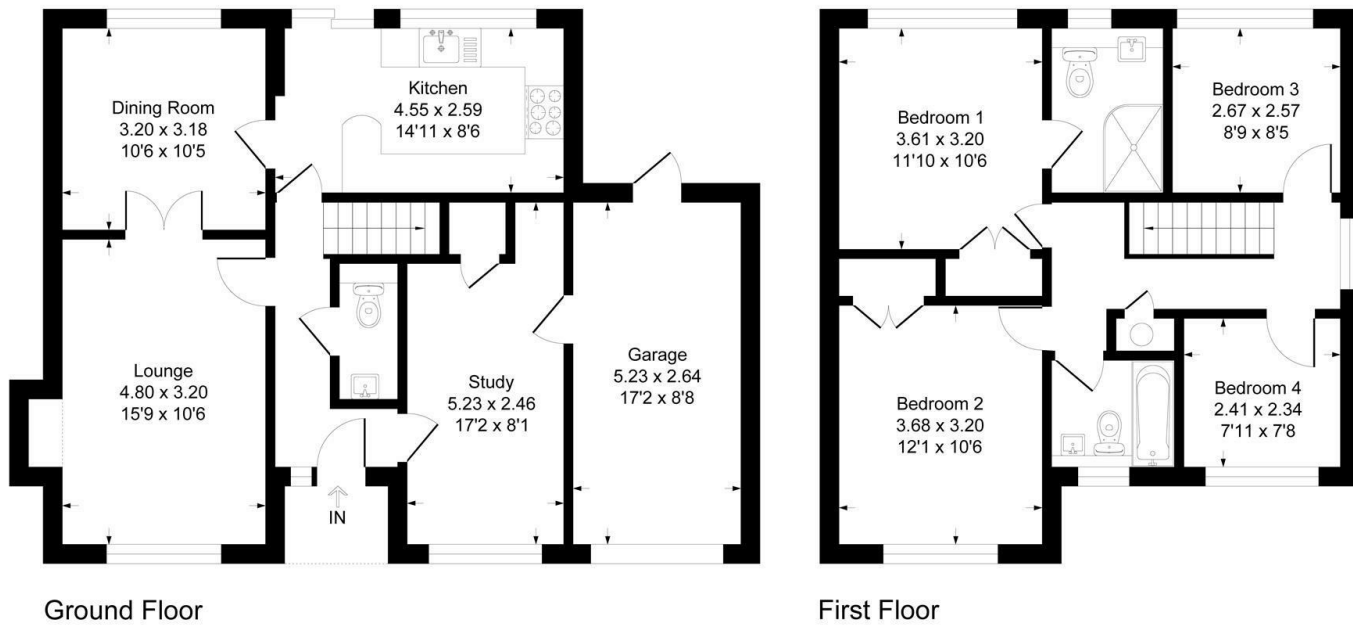 Dining Room
3.20 x 3.18
10'6 x 10'5
Kitchen
4.55 x 2.59
14'11 x 8'6
Lounge
4.80 x 3.20
15'9 x 10'6
Study
5.23 x 2.46
17'2 x 8'1
Garage
5.23 x 2.64
17'2 x 8'8
IN
Ground Floor
Bedroom 1
3.61 x 3.20
11'10 x 10'6
Bedroom 3
2.67 x 2.57
8'9 x 8'5
Bedroom 2
3.68 x 3.20
12'1 x 10'6
Bedroom 4
2.41 x 2.34
7'11 x 7'8
First Floor